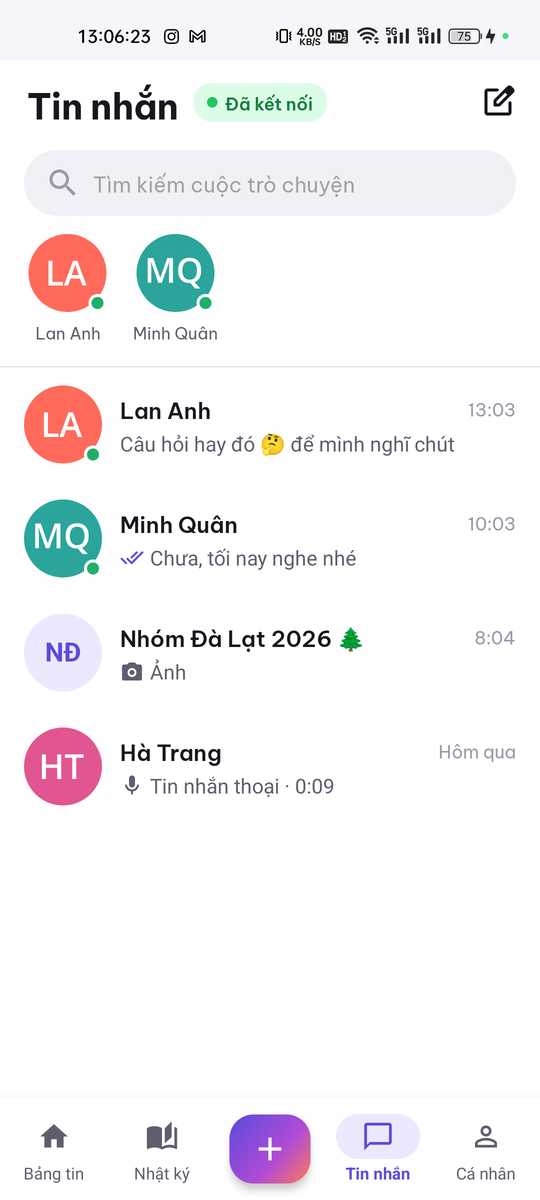 13:06:23
4.00
KB/S
HD1
5G
5G
75
Tin nhắn
Đã kết nối
Tìm kiếm cuộc trò chuyện
LA
MQ
Lan Anh
Minh Quân
LA
Lan Anh
13:03
Câu hỏi hay đó 🤔 để mình nghĩ chút
MQ
Minh Quân
10:03
Chưa, tối nay nghe nhé
NĐ
Nhóm Đà Lạt 2026 🌲
8:04
Ảnh
HT
Hà Trang
Hôm qua
Tin nhắn thoại · 0:09
Bảng tin
Nhật ký
Tin nhắn
Cá nhân